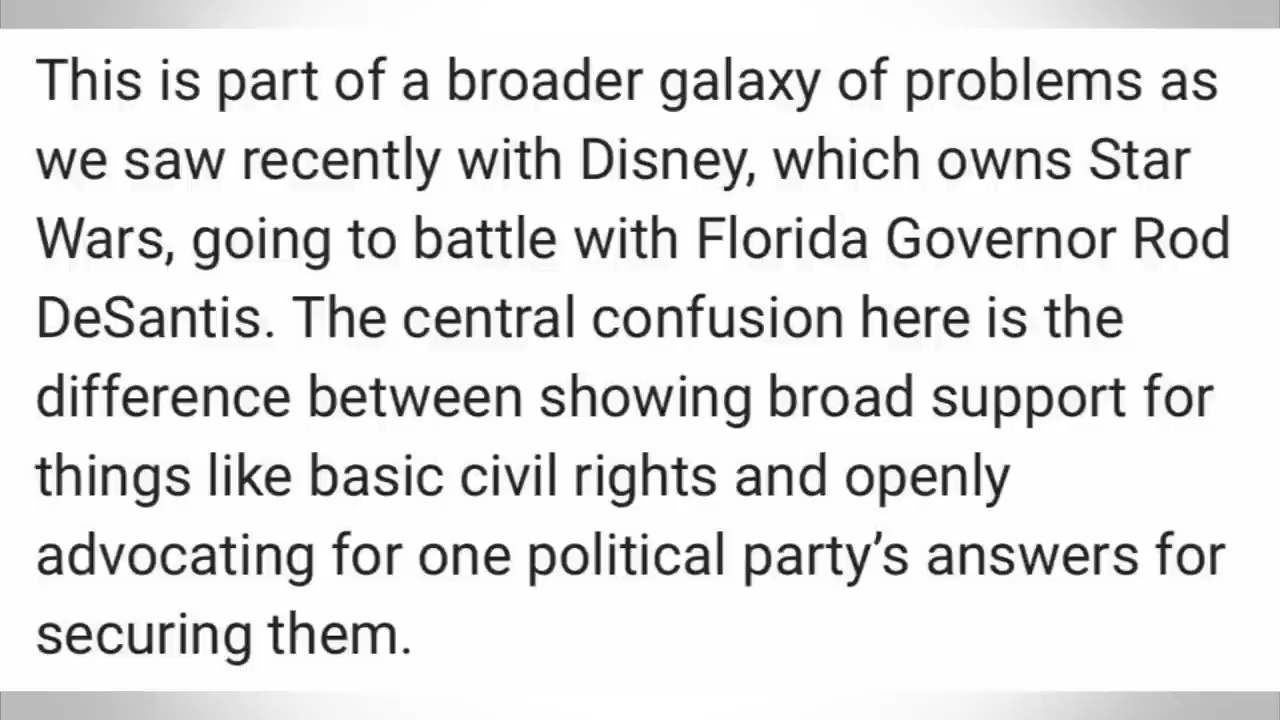 This is part of a broader galaxy of problems as
we saw recently with Disney, which owns Star
Wars, going to battle with Florida Governor Rod
DeSantis. The central confusion here is the
difference between showing broad support for
things like basic civil rights and openly
advocating for one political party’s answers for
securing them.